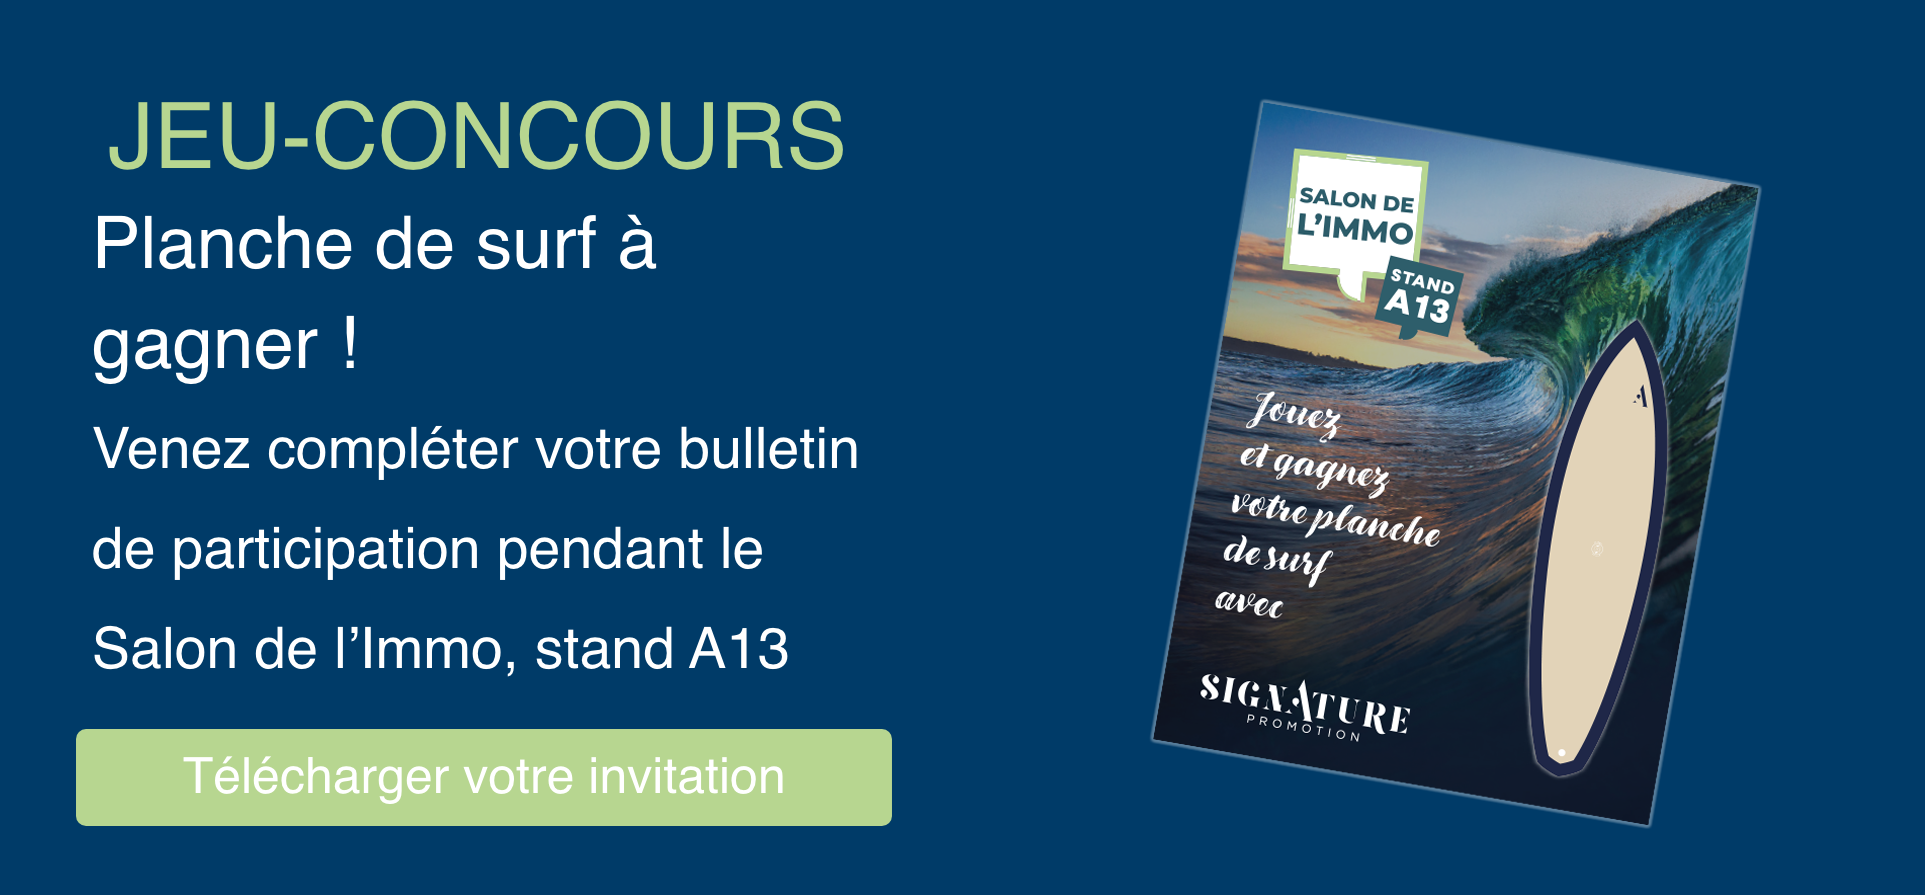 JEU-CONCOURS
Planche de surf à
gagner !
Venez compléter votre bulletin
de participation pendant le
Salon de l’Immo, stand A13
Télécharger votre invitation
SALON DE
L’IMMO
STAND
A13
Jouez
et gagnez
votre planche
de surf
avec
SIGNATURE
PROMOTION